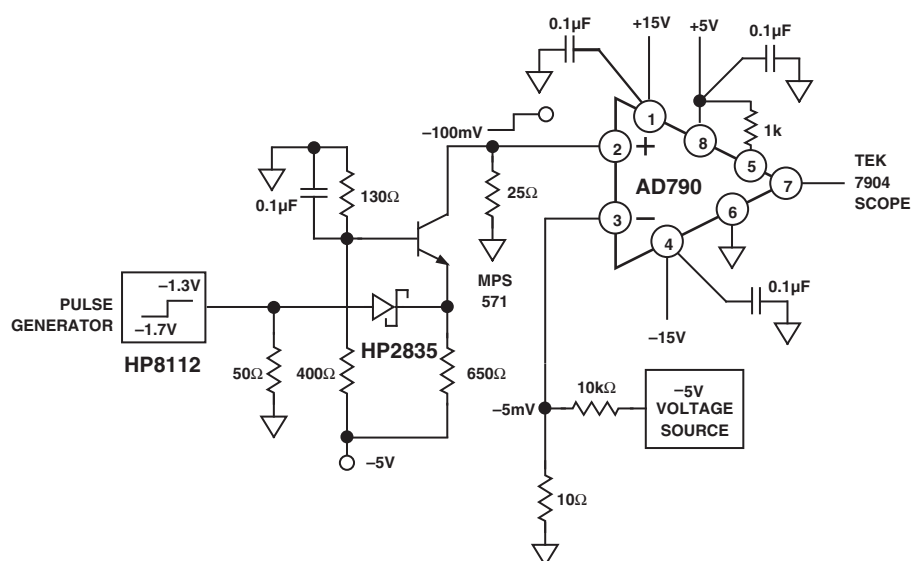 0.1µF
+15V
+5V
0.1µF
–100mV
1
8
1k
5
2
+
AD790
7
TEK
7904
SCOPE
0.1µF
130Ω
25Ω
3
–
6
4
MPS
571
0.1µF
–15V
PULSE
GENERATOR
–1.3V
–1.7V
HP8112
HP2835
50Ω
400Ω
650Ω
10kΩ
–5mV
–5V
VOLTAGE
SOURCE
–5V
10Ω